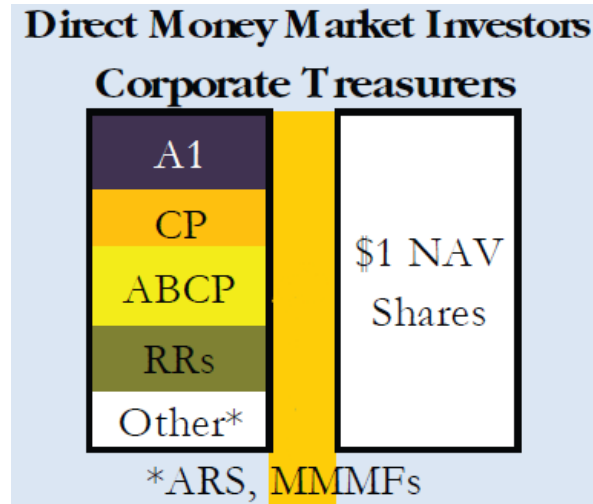 Direct Money Market Investors
Corporate Treasurers
A1
CP
ABCP
RRs
Other*
$1 NAV
Shares
*ARS, MMMFs